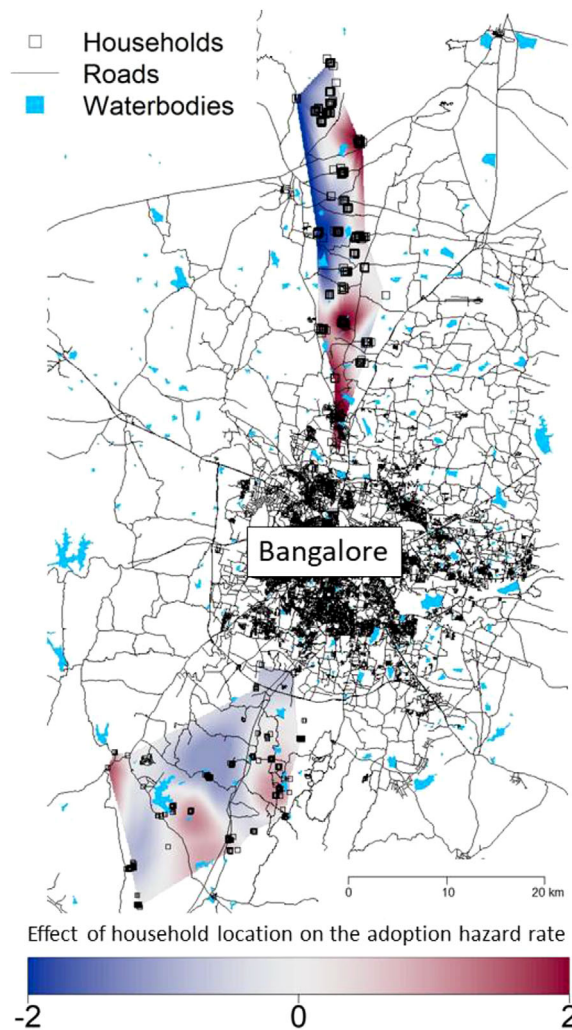 Households
Roads
Waterbodies
Bangalore
0 10 20 km
Effect of household location on the adoption hazard rate
-2 0 2